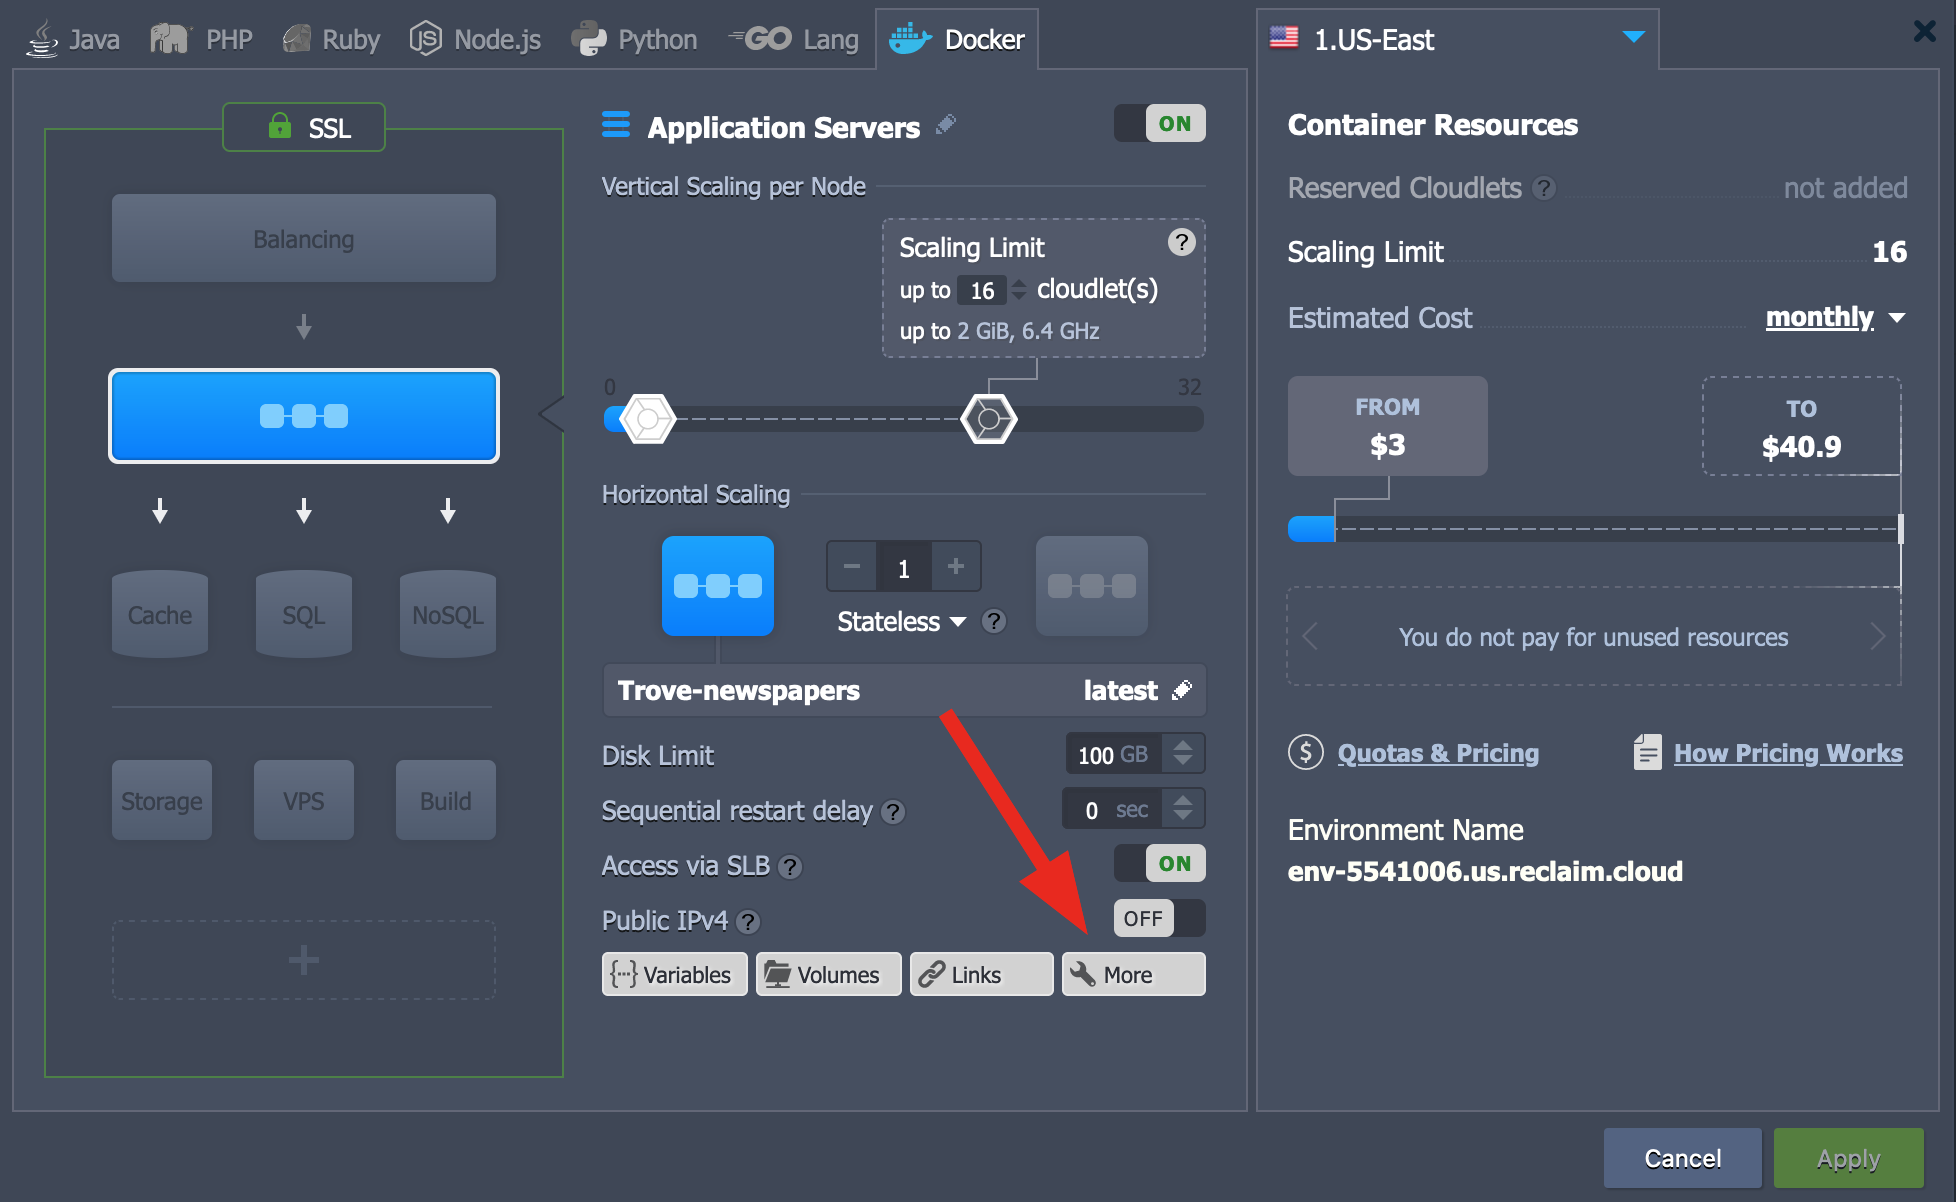 Java PHP Ruby Node.js Python GO Lang Docker
1.US-East
SSL
Balancing
Cache SQL NoSQL
Storage VPS Build
Application Servers ON
Vertical Scaling per Node
Scaling Limit ?
up to 16 cloudlet(s)
up to 2 GiB, 6.4 GHz
0 32
Horizontal Scaling
1
Stateless ?
Trove-newspapers latest
Disk Limit 100 GB
Sequential restart delay ? 0 sec
Access via SLB ? ON
Public IPv4 ? OFF
{···} Variables Volumes Links More
Container Resources
Reserved Cloudlets ? not added
Scaling Limit 16
Estimated Cost monthly
FROM
$3
TO
$40.9
You do not pay for unused resources
$ Quotas & Pricing How Pricing Works
Environment Name
env-5541006.us.reclaim.cloud
Cancel Apply